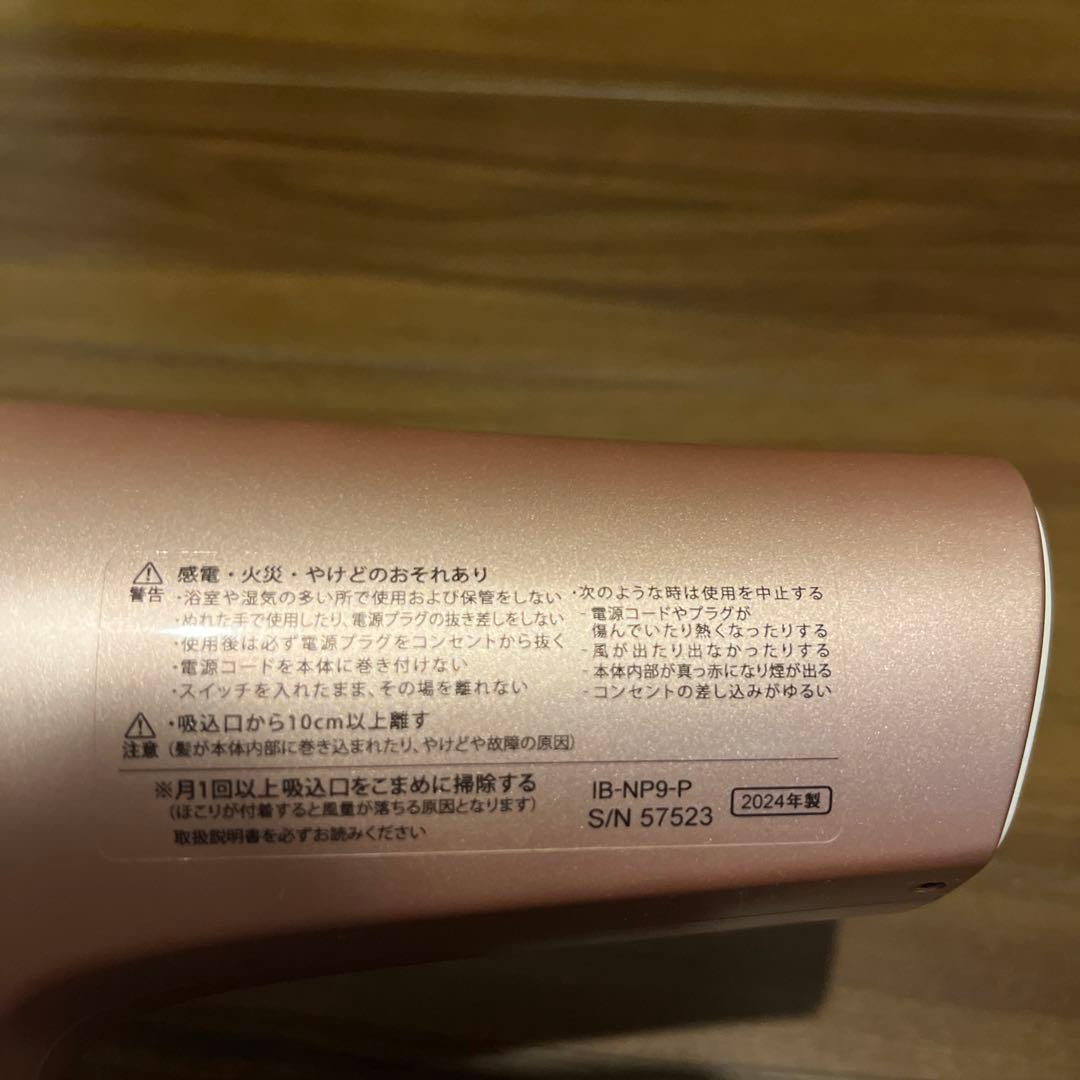 ⚠ 感電・火災・やけどのおそれあり
警告
・浴室や湿気の多い所で使用および保管をしない
・ぬれた手で使用したり、電源プラグの抜き差しをしない
・使用後は必ず電源プラグをコンセントから抜く
・電源コードを本体に巻き付けない
・スイッチを入れたまま、その場を離れない
・次のような時は使用を中止する
- 電源コードやプラグが
傷んでいたり熱くなったりする
- 風が出たり出なかったりする
- 本体内部が真っ赤になり煙が出る
- コンセントの差し込みがゆるい
⚠ ・吸込口から10cm以上離す
注意 (髪が本体内部に巻き込まれたり、やけどや故障の原因)
※月1回以上吸込口をこまめに掃除する
(ほこりが付着すると風量が落ちる原因となります)
取扱説明書を必ずお読みください
IB-NP9-P
S/N 57523
2024年製